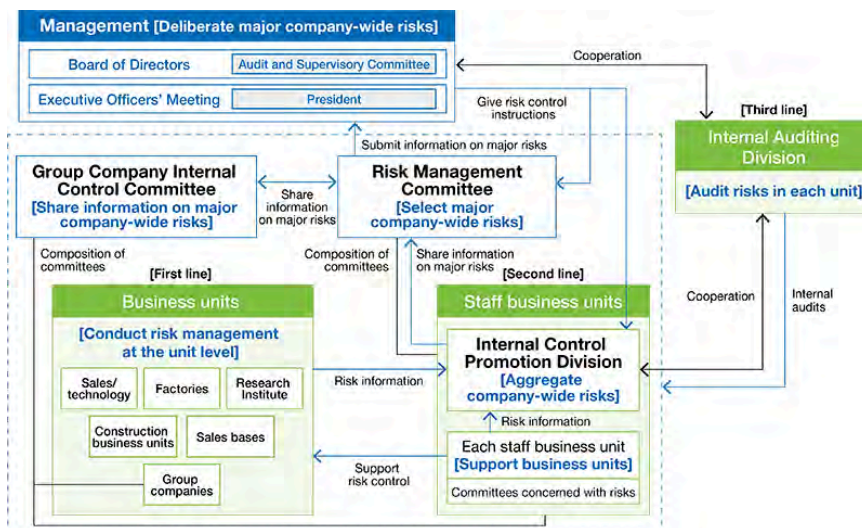 Management [Deliberate major company-wide risks]
Board of Directors
Audit and Supervisory Committee
Executive Officers' Meeting
President
Cooperation
Give risk control
instructions
[Third line]
Internal Auditing
Division
[Audit risks in each unit]
Submit information on major risks
Group Company Internal
Control Committee
[Share information on major
company-wide risks]
Share
information
on major risks
Risk Management
Committee
[Select major
company-wide risks]
Composition of
committees
Composition of
committees
Share information
on major risks
[First line]
Business units
[Conduct risk management
at the unit level]
Sales/
technology
Factories
Research
Institute
Construction
business units
Sales bases
Group
companies
[Second line]
Staff business units
Internal Control
Promotion Division
[Aggregate
company-wide risks]
Risk information
Risk information
Each staff business unit
[Support business units]
Committees concerned with risks
Support
risk control
Cooperation
Internal
audits